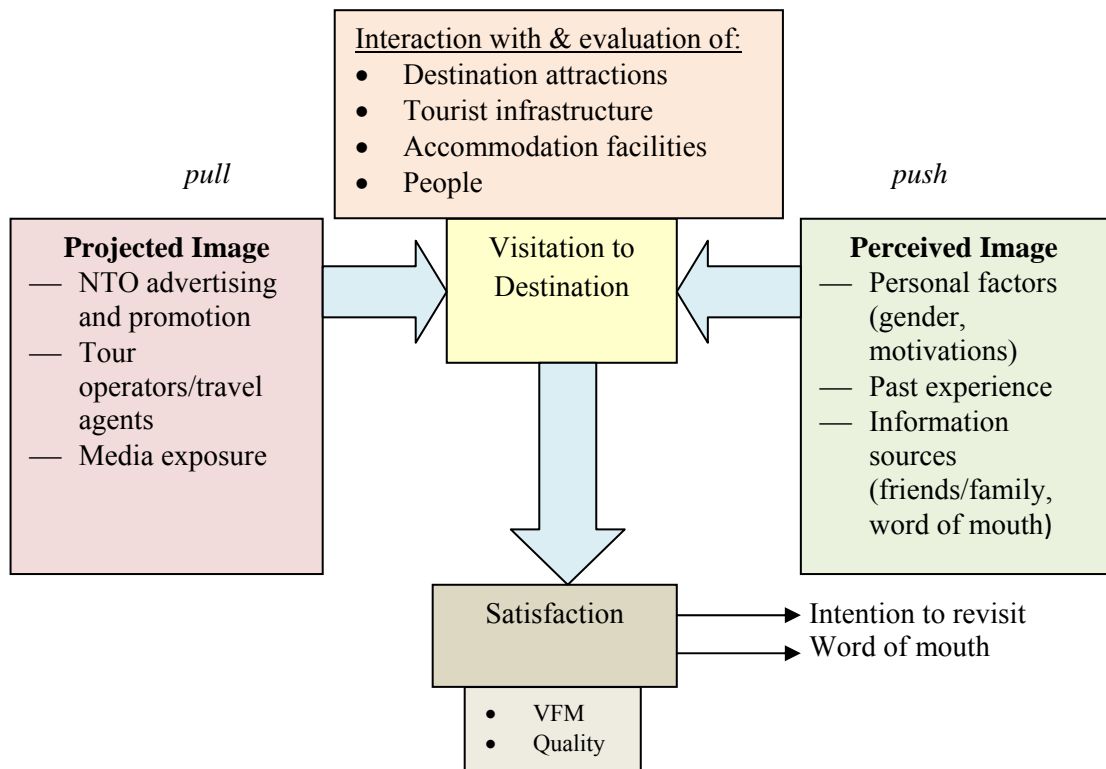 Interaction with & evaluation of:
• Destination attractions
• Tourist infrastructure
• Accommodation facilities
• People
pull
push
Projected Image
— NTO advertising
and promotion
— Tour
operators/travel
agents
— Media exposure
Visitation to
Destination
Perceived Image
— Personal factors
(gender,
motivations)
— Past experience
— Information
sources
(friends/family,
word of mouth)
Satisfaction
Intention to revisit
Word of mouth
• VFM
• Quality